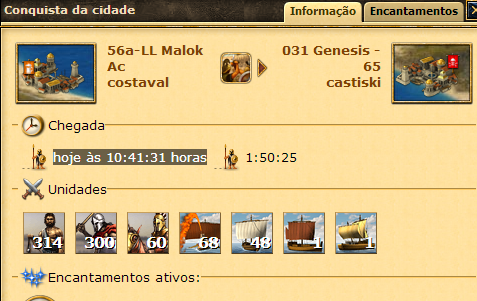 Conquista da cidade
Informação
Encantamentos
56a-LL Malok
Ac
costaval
031 Genesis -
65
castiski
Chegada
hoje às 10:41:31 horas
1:50:25
Unidades
314 300 60 68 48 1 1
Encantamentos ativos: